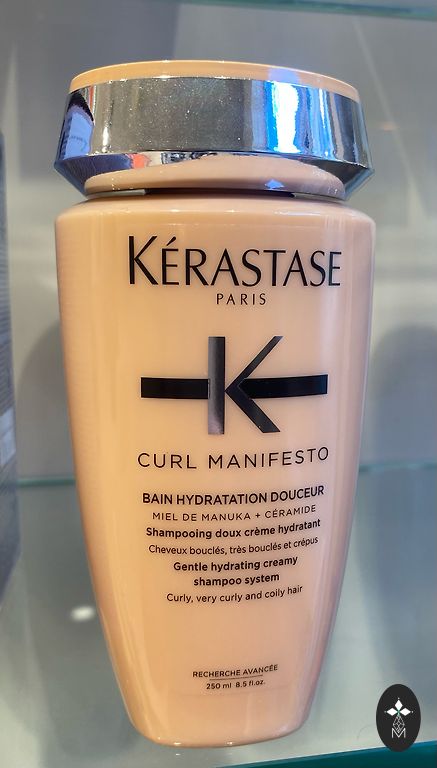 KÉRASTASE
PARIS
K
CURL MANIFESTO
BAIN HYDRATATION DOUCEUR
MIEL DE MANUKA + CÉRAMIDE
Shampooing doux crème hydratant
Cheveux bouclés, très bouclés et crépus
Gentle hydrating creamy
shampoo system
Curly, very curly and coily hair
RECHERCHE AVANCÉE
250 ml 8.5 fl.oz.
M